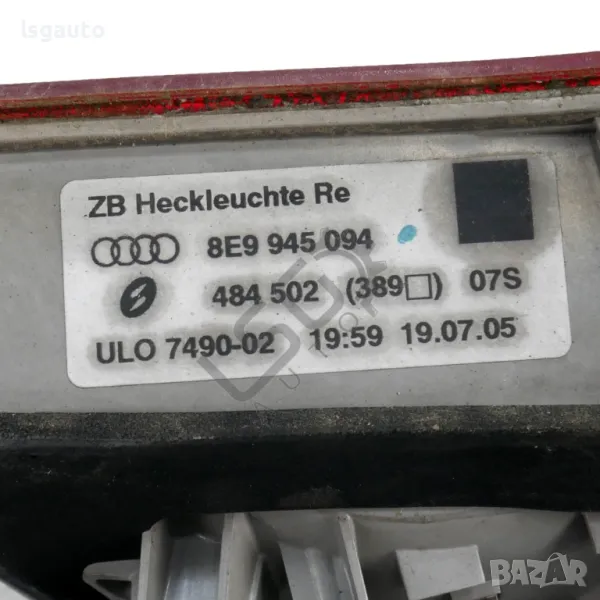 lsgauto
ZB Heckleuchte Re
8E9 945 094
484 502 (389□) 07S
ULO 7490-02 19:59 19.07.05
BAZAR